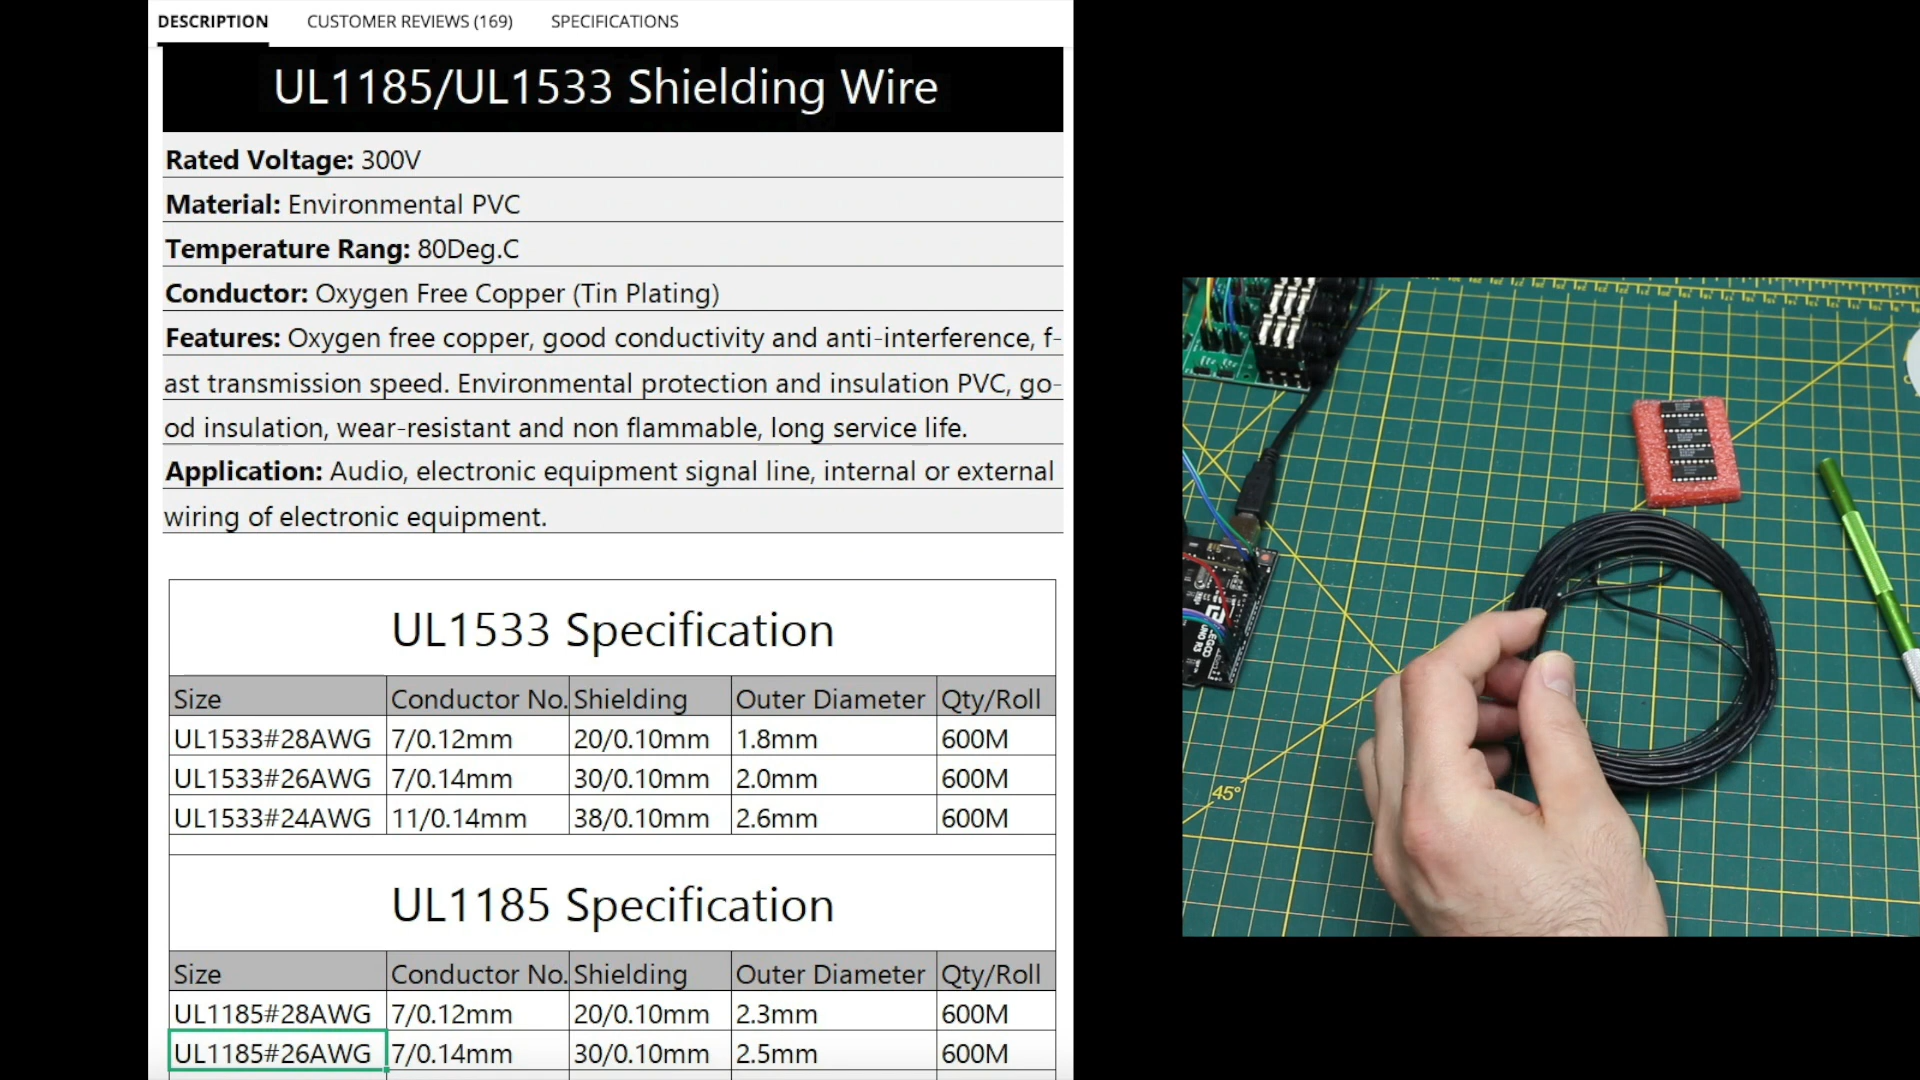 DESCRIPTION CUSTOMER REVIEWS (169) SPECIFICATIONS
UL1185/UL1533 Shielding Wire
Rated Voltage: 300V
Material: Environmental PVC
Temperature Rang: 80Deg.C
Conductor: Oxygen Free Copper (Tin Plating)
Features: Oxygen free copper, good conductivity and anti-interference, f-
ast transmission speed. Environmental protection and insulation PVC, go-
od insulation, wear-resistant and non flammable, long service life.
Application: Audio, electronic equipment signal line, internal or external
wiring of electronic equipment.
UL1533 Specification
Size Conductor No. Shielding Outer Diameter Qty/Roll
UL1533#28AWG 7/0.12mm 20/0.10mm 1.8mm 600M
UL1533#26AWG 7/0.14mm 30/0.10mm 2.0mm 600M
UL1533#24AWG 11/0.14mm 38/0.10mm 2.6mm 600M
UL1185 Specification
Size Conductor No. Shielding Outer Diameter Qty/Roll
UL1185#28AWG 7/0.12mm 20/0.10mm 2.3mm 600M
UL1185#26AWG 7/0.14mm 30/0.10mm 2.5mm 600M
45°